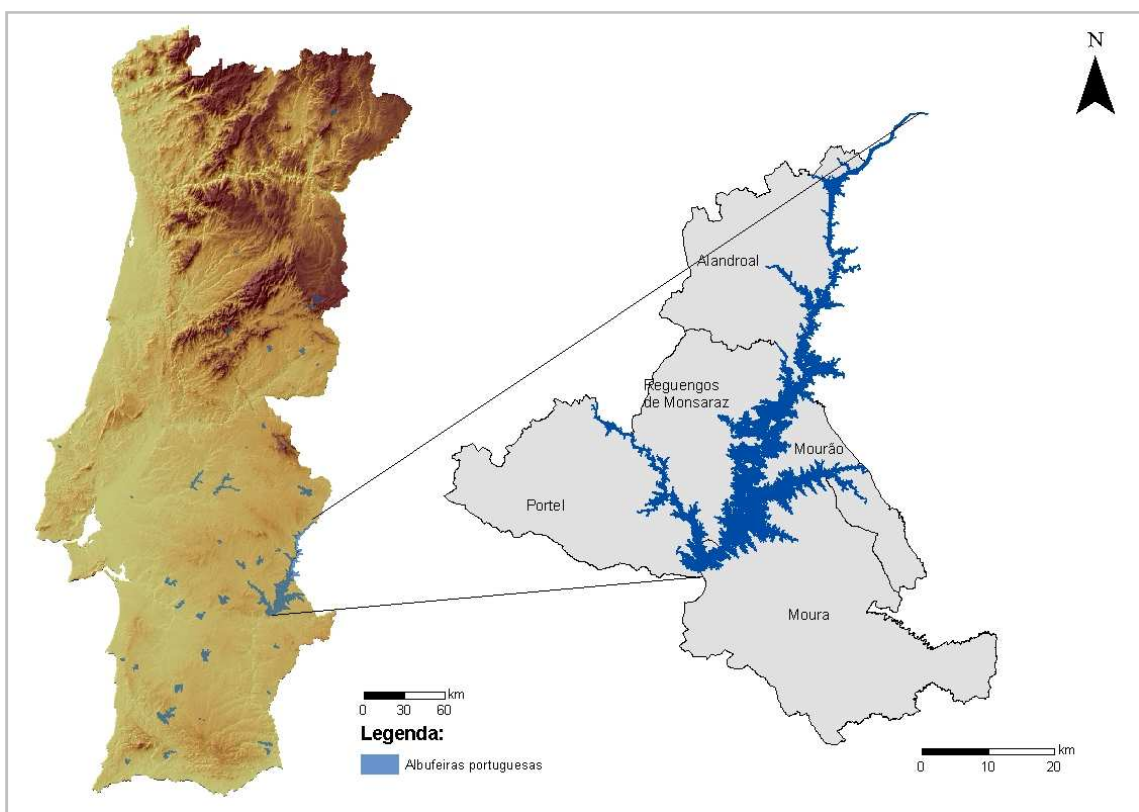 N
Alandroal
Reguengos
de Monsaraz
Mourão
Portel
Moura
km
0 30 60
Legenda:
Albufeiras portuguesas
km
0 10 20